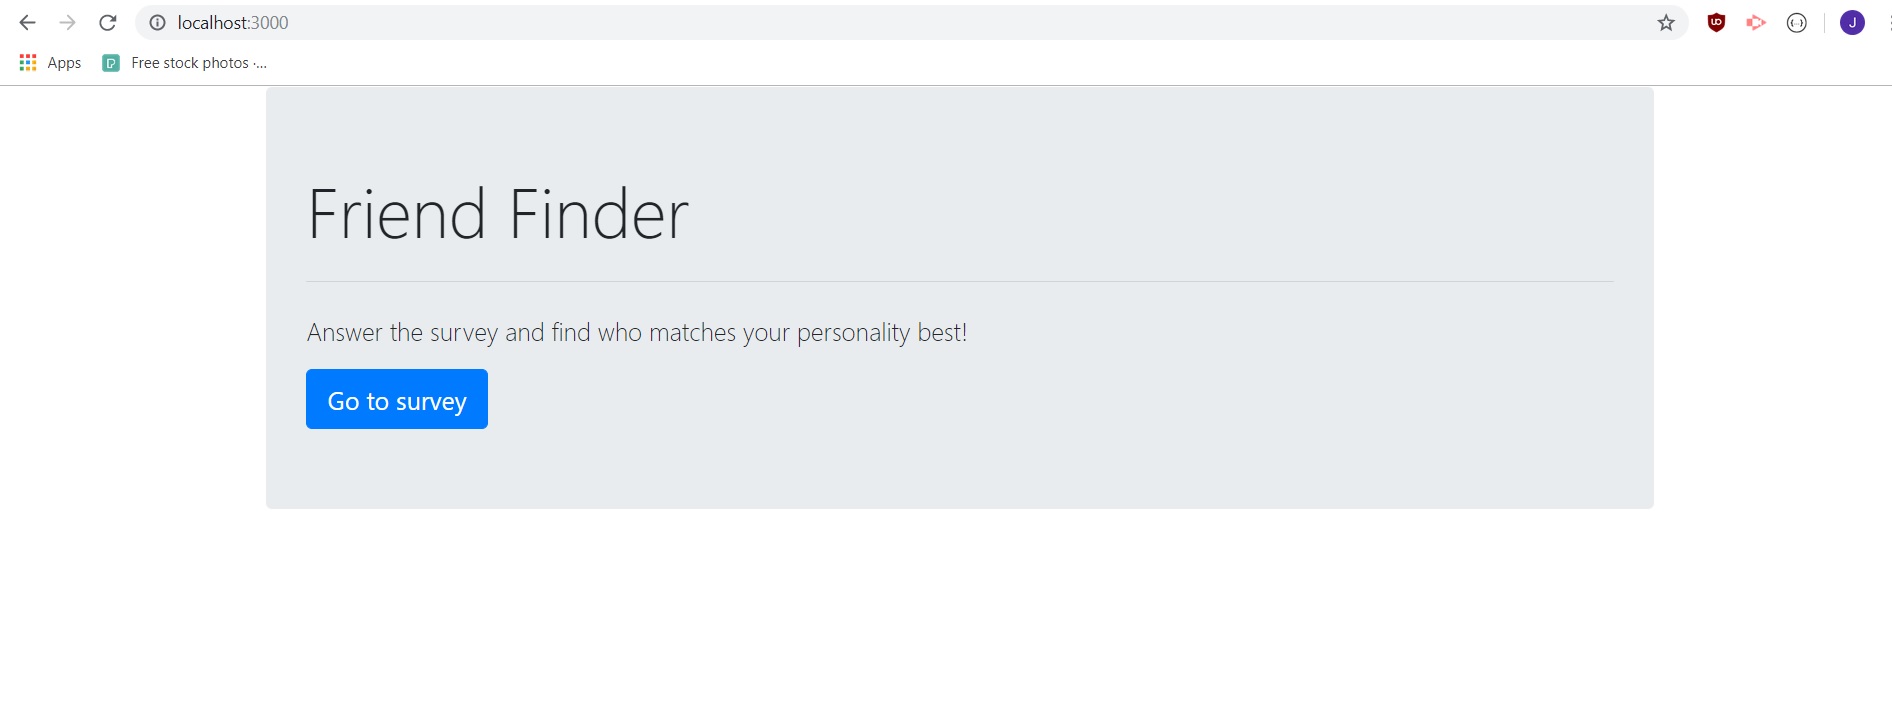 localhost:3000
J
Apps
Free stock photos ·...
Friend Finder
Answer the survey and find who matches your personality best!
Go to survey